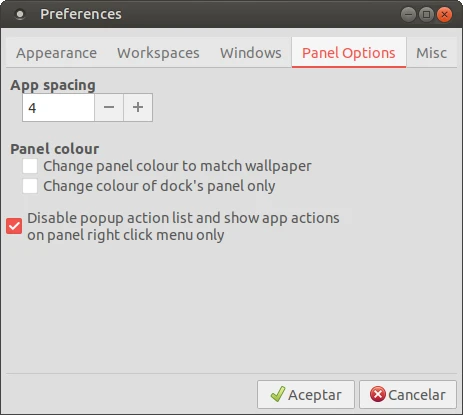 Preferences
Appearance Workspaces Windows Panel Options Misc
App spacing
4
Panel colour
Change panel colour to match wallpaper
Change colour of dock's panel only
Disable popup action list and show app actions
on panel right click menu only
Aceptar Cancelar